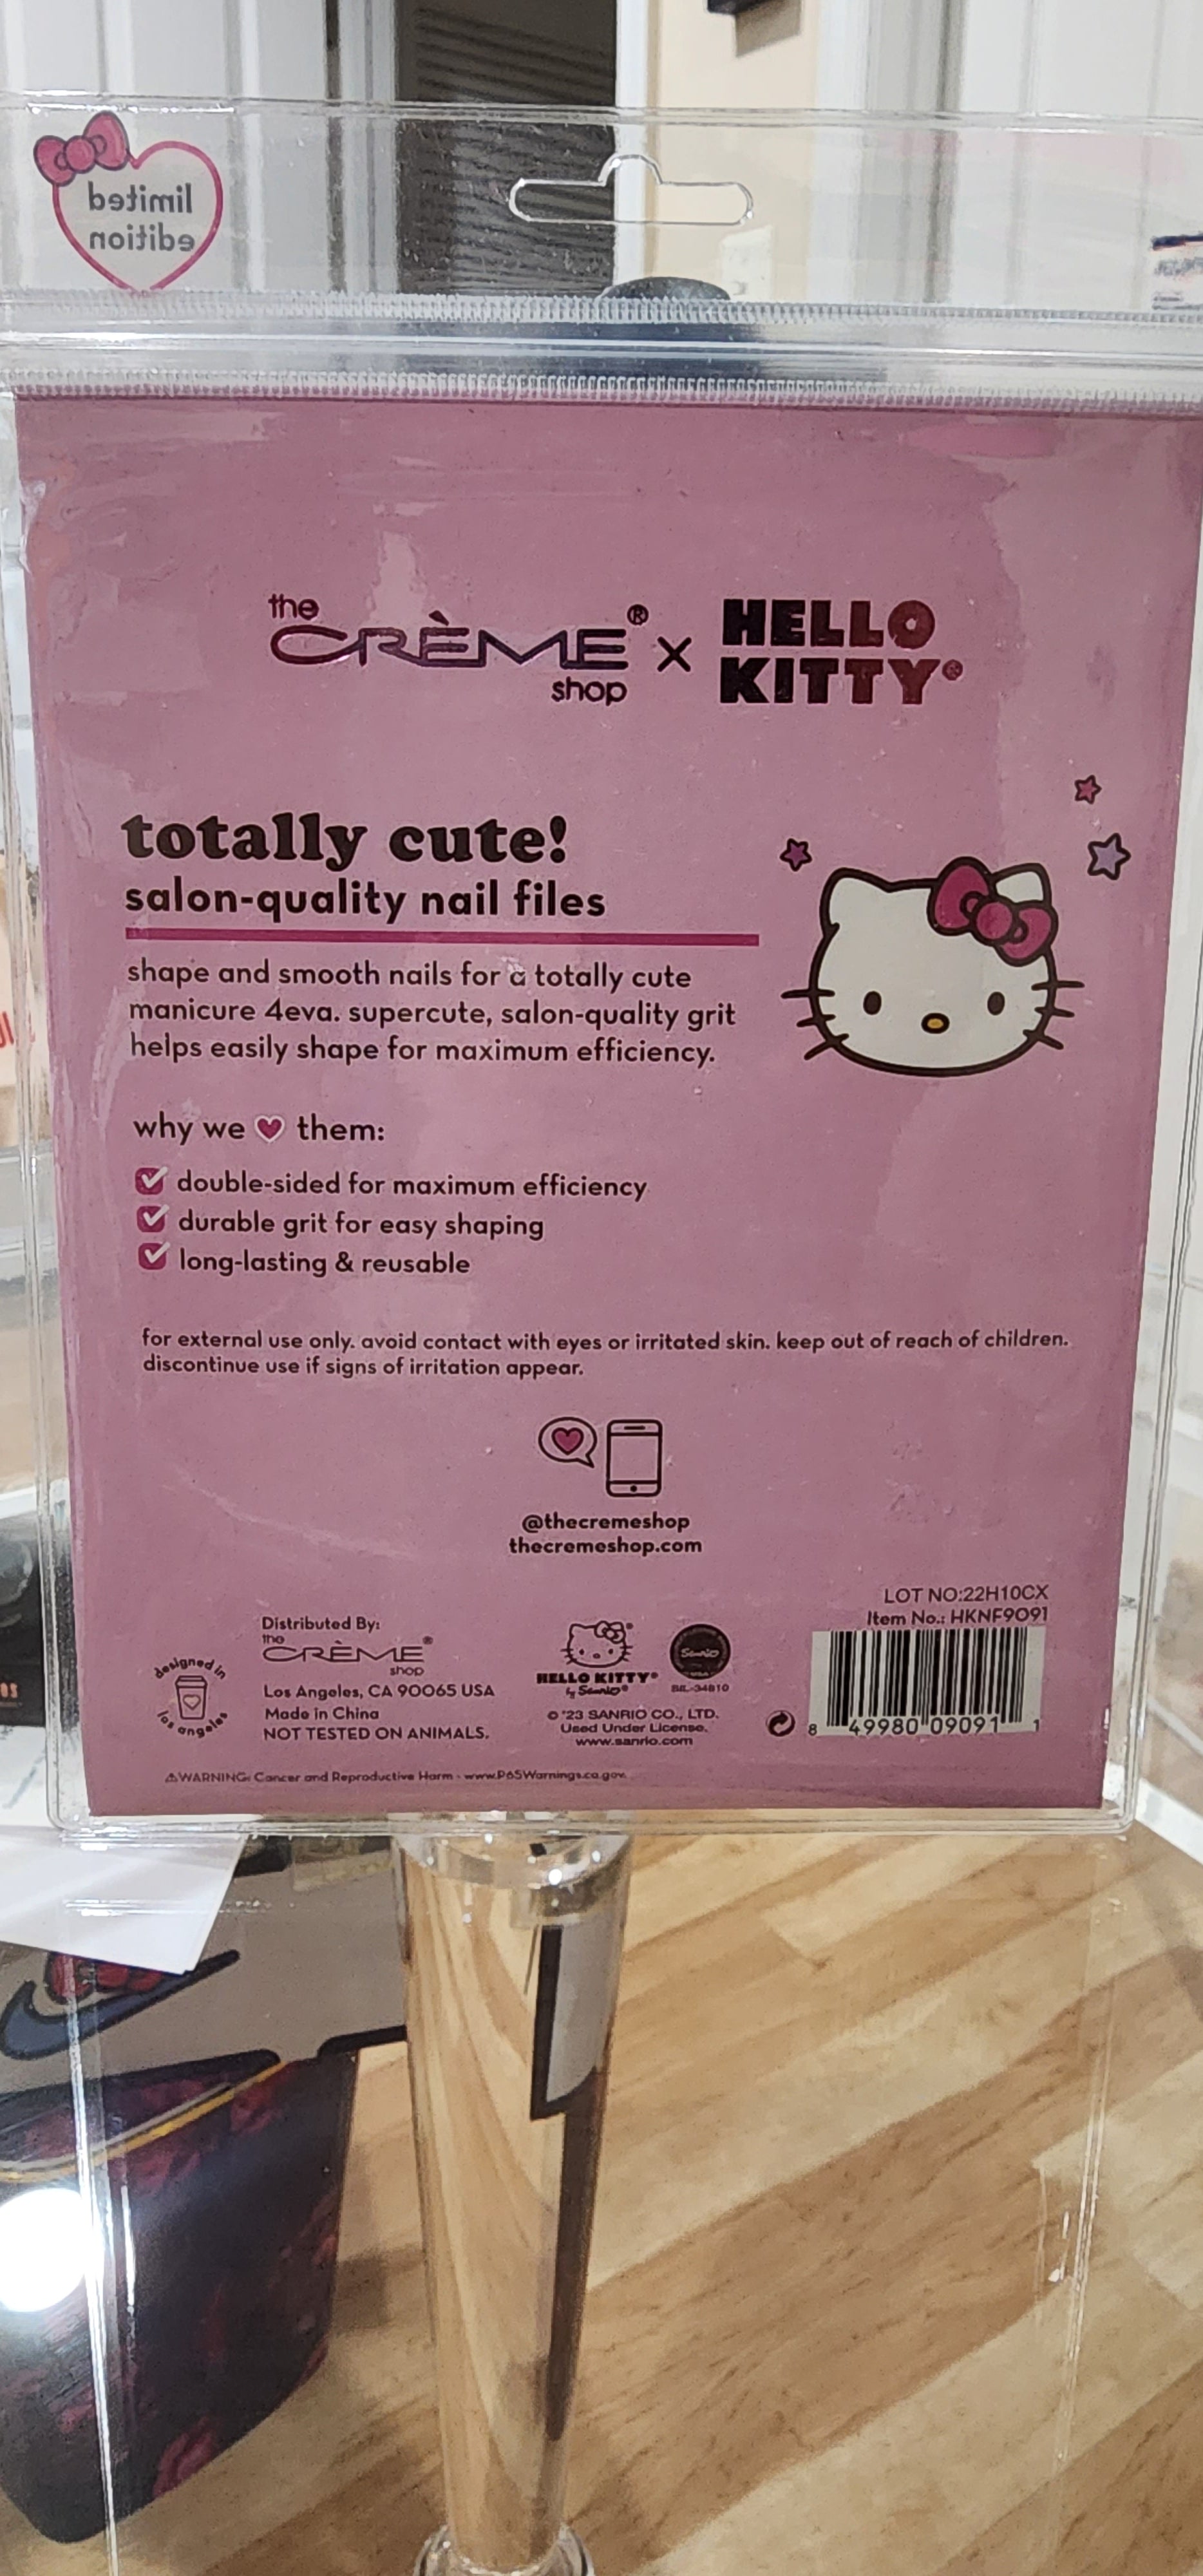 limited
edition
the
CRÈME®
shop
x
HELLO
KITTY®
totally cute!
salon-quality nail files
shape and smooth nails for a totally cute
manicure 4eva. supercute, salon-quality grit
helps easily shape for maximum efficiency.
why we ♥ them:
double-sided for maximum efficiency
durable grit for easy shaping
long-lasting & reusable
for external use only. avoid contact with eyes or irritated skin. keep out of reach of children.
discontinue use if signs of irritation appear.
@thecremeshop
thecremeshop.com
designed in
los angeles
Distributed By:
the
CRÈME®
shop
Los Angeles, CA 90065 USA
Made in China
NOT TESTED ON ANIMALS.
HELLO KITTY®
by Sanrio®
Sanrio
© '23 SANRIO CO., LTD.
Used Under License.
www.sanrio.com
LOT NO:22H10CX
Item No.: HKNF9091
8 49980 09091 1
⚠WARNING: Cancer and Reproductive Harm - www.P65Warnings.ca.gov.